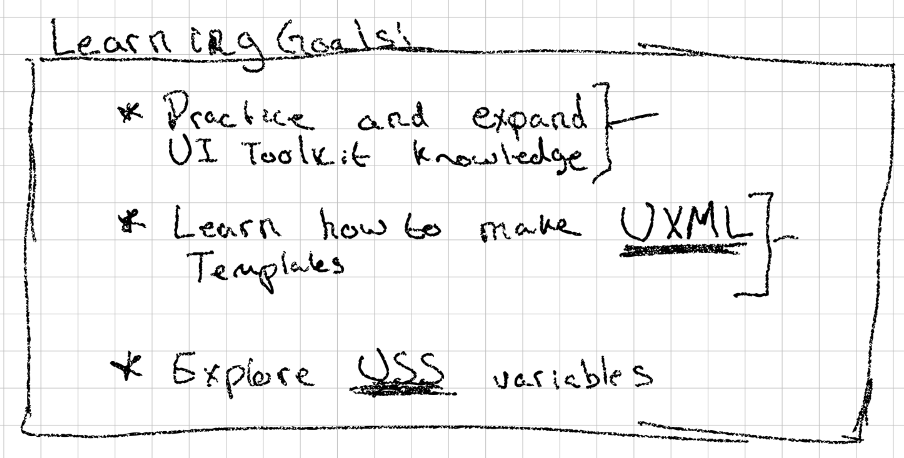 Learning Goals:
* Practice and expand
UI Toolkit knowledge
* Learn how to make UXML
Templates
* Explore USS variables